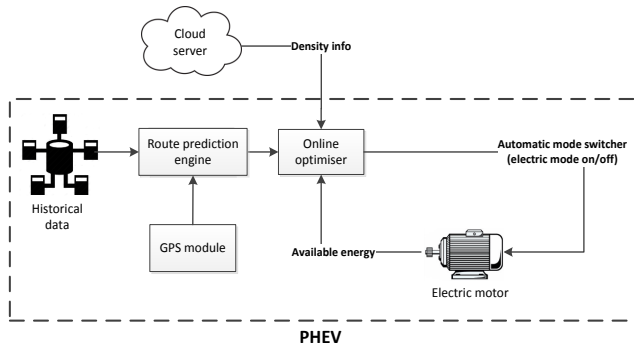 Cloud
server
Density info
Historical
data
Route prediction
engine
GPS module
Online
optimiser
Automatic mode switcher
(electric mode on/off)
Available energy
Electric motor
PHEV